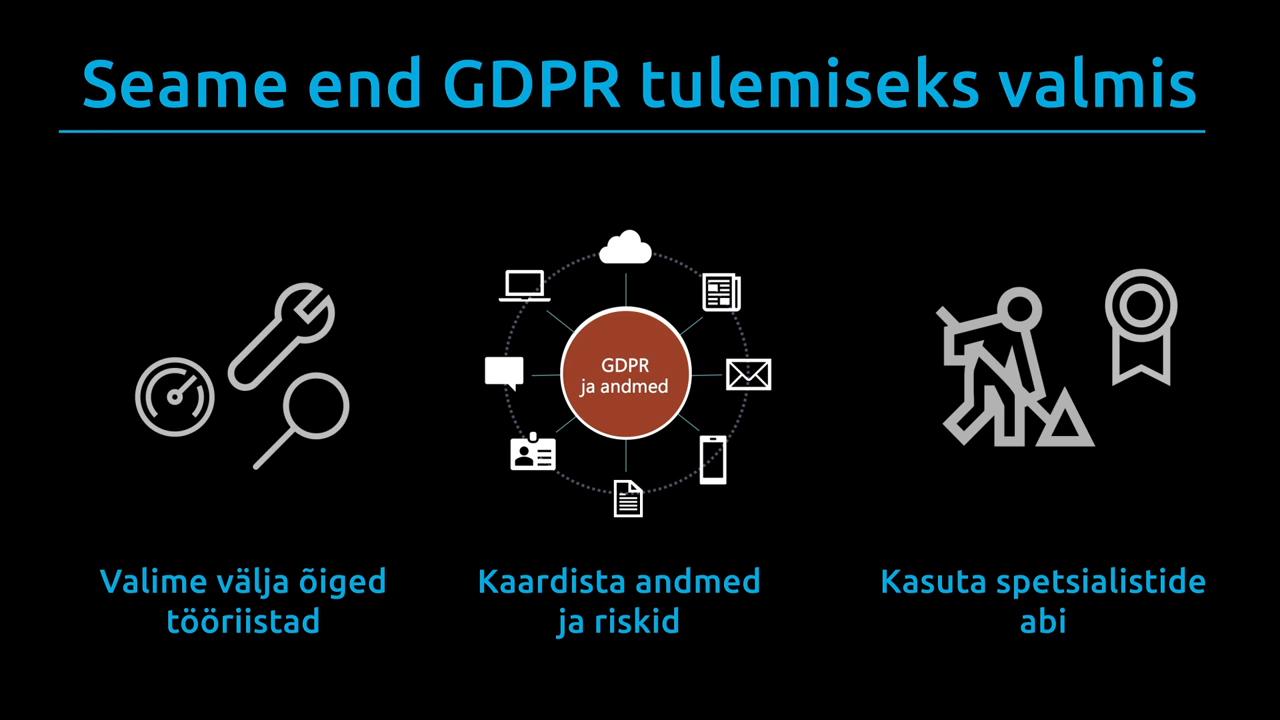 Seame end GDPR tulemiseks valmis
GDPR
ja andmed
Valime välja õiged
tööriistad
Kaardista andmed
ja riskid
Kasuta spetsialistide
abi